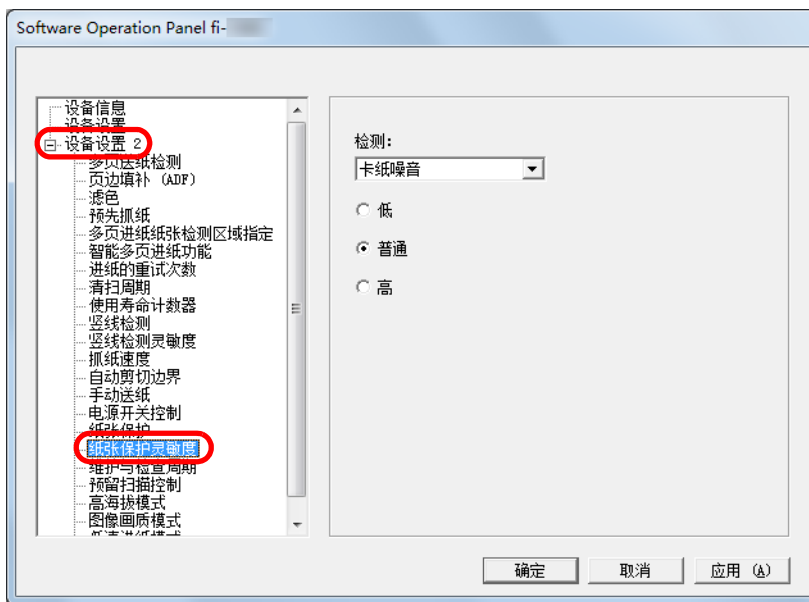 Software Operation Panel fi-
设备信息
设备设置
设备设置 2
多页送纸检测
页边填补 (ADF)
滤色
预先抓纸
多页进纸纸张检测区域指定
智能多页进纸功能
进纸的重试次数
清扫周期
使用寿命计数器
竖线检测
竖线检测灵敏度
抓纸速度
自动剪切边界
手动送纸
电源开关控制
纸张保护
纸张保护灵敏度
维护与检查周期
预留扫描控制
高海拔模式
图像画质模式
低速进纸模式
检测:
卡纸噪音
低
普通
高
确定
取消
应用 (A)